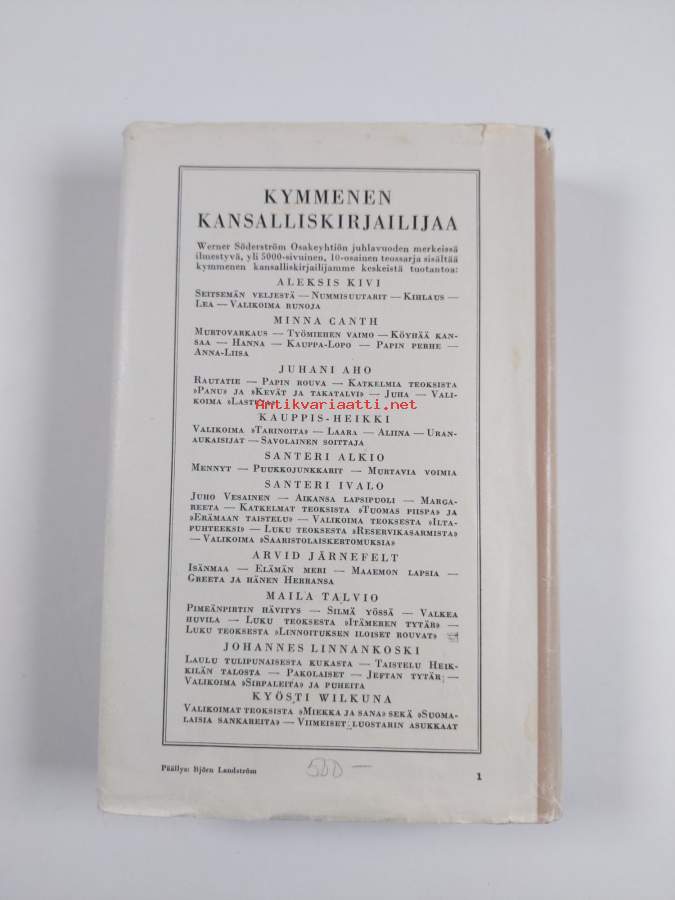 KYMMENEN
KANSALLISKIRJAILIJAA
Werner Söderström Osakeyhtiön juhlavuoden merkeissä
ilmestyvä, yli 5000-sivuinen, 10-osainen teossarja sisältää
kymmenen kansalliskirjailijamme keskeistä tuotantoa:
ALEKSIS KIVI
SEITSEMÄN VELJESTÄ — NUMMISUUTARIT — KIHLAUS —
LEA — VALIKOIMA RUNOJA
MINNA CANTH
MURTOVARKAUS — TYÖMIEHEN VAIMO — KÖYHÄÄ KAN-
SAA — HANNA — KAUPPA-LOPO — PAPIN PERHE —
ANNA-LIISA
JUHANI AHO
RAUTATIE — PAPIN ROUVA — KATKELMIA TEOKSISTA
»PANU» JA »KEVÄT JA TAKATALVI» — JUHA — VALI-
KOIMA »LASTUJA»
Antikvariaatti.net
KAUPPIS-HEIKKI
VALIKOIMA »TARINOITA» — LAARA — ALIINA — URAN-
AUKAISIJAT — SAVOLAINEN SOITTAJA
SANTERI ALKIO
MENNYT — PUUKKOJUNKKARIT — MURTAVIA VOIMIA
SANTERI IVALO
JUHO VESAINEN — AIKANSA LAPSIPUOLI — MARGA-
REETA — KATKELMAT TEOKSISTA »TUOMAS PIISPA» JA
»ERÄMAAN TAISTELU» — VALIKOIMA TEOKSESTA »ILTA-
PUHTEEKSI» — LUKU TEOKSESTA »RESERVIKASARMISTA»
— VALIKOIMA »SAARISTOLAISKERTOMUKSIA»
ARVID JÄRNEFELT
ISÄNMAA — ELÄMÄN MERI — MAAEMON LAPSIA —
GREETA JA HÄNEN HERRANSA
MAILA TALVIO
PIMEÄNPIRTIN HÄVITYS — SILMÄ YÖSSÄ — VALKEA
HUVILA — LUKU TEOKSESTA »ITÄMEREN TYTÄR» —
LUKU TEOKSESTA »LINNOITUKSEN ILOISET ROUVAT»
JOHANNES LINNANKOSKI
LAULU TULIPUNAISESTA KUKASTA — TAISTELU HEIK-
KILÄN TALOSTA — PAKOLAISET — JEFTAN TYTÄR —
VALIKOIMA »SIRPALEITA» JA PUHEITA
KYÖSTI WILKUNA
VALIKOIMAT TEOKSISTA »MIEKKA JA SANA» SEKÄ »SUOMA-
LAISIA SANKAREITA» — VIIMEISET LUOSTARIN ASUKKAAT
Päällys: Björn Landström
500 —
1